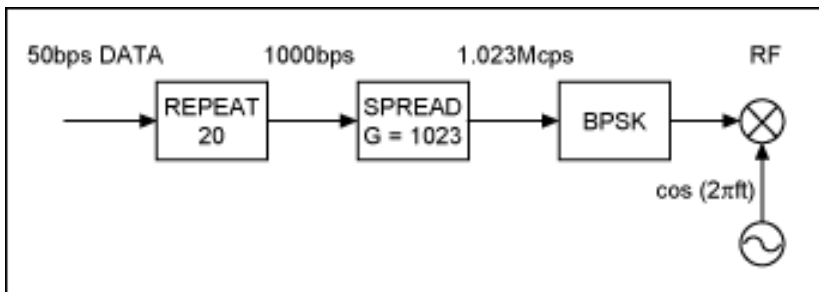 50bps DATA
1000bps
1.023Mcps
RF
REPEAT
20
SPREAD
G = 1023
BPSK
cos (2πft)